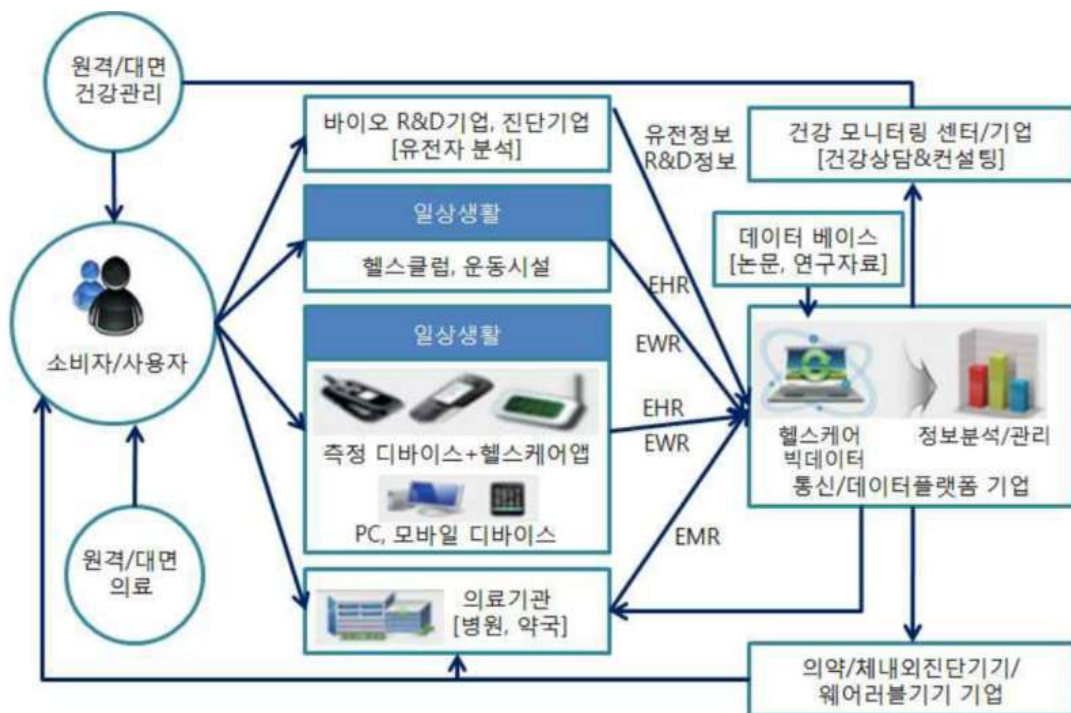 원격/대면
건강관리
바이오 R&D기업, 진단기업
[유전자 분석]
유전정보
R&D정보
건강 모니터링 센터/기업
[건강상담&컨설팅]
일상생활
헬스클럽, 운동시설
데이터 베이스
[논문, 연구자료]
EHR
EWR
소비자/사용자
일상생활
측정 디바이스+헬스케어앱
PC, 모바일 디바이스
EHR
EWR
헬스케어
빅데이터
정보분석/관리
통신/데이터플랫폼 기업
EMR
원격/대면
의료
의료기관
[병원, 약국]
의약/체내외진단기기/
웨어러블기기 기업